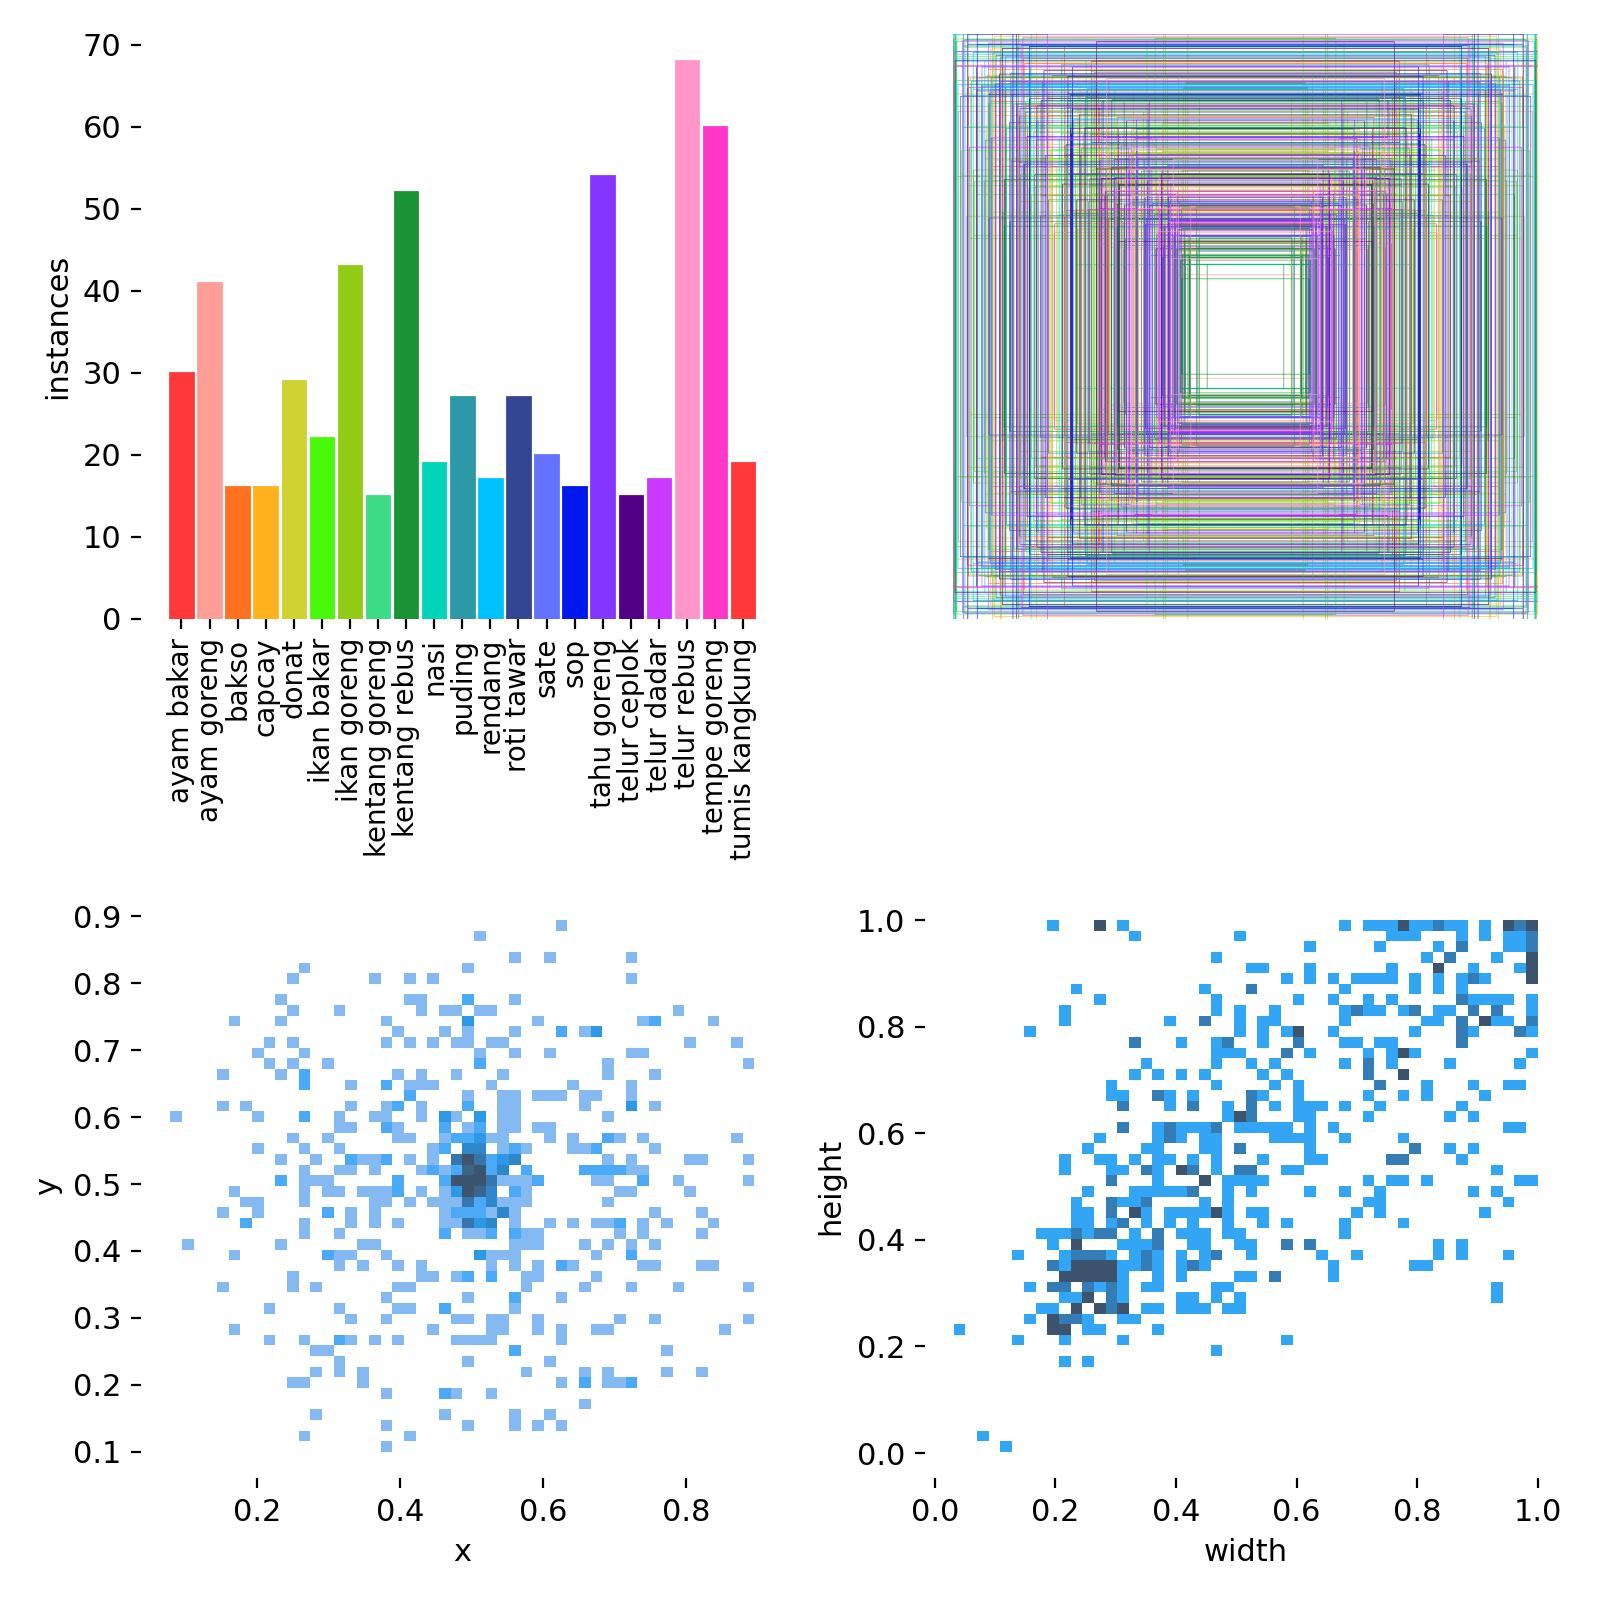 70
60
50
40
30
20
10
0
instances
ayam bakar
ayam goreng
bakso
capcay
donat
ikan bakar
ikan goreng
kentang goreng
kentang rebus
nasi
puding
rendang
roti tawar
sate
sop
tahu goreng
telur ceplok
telur dadar
telur rebus
tempe goreng
tumis kangkung
0.9
0.8
0.7
0.6
0.5
0.4
0.3
0.2
0.1
y
0.2 0.4 0.6 0.8
x
1.0
0.8
0.6
0.4
0.2
0.0
height
0.0 0.2 0.4 0.6 0.8 1.0
width